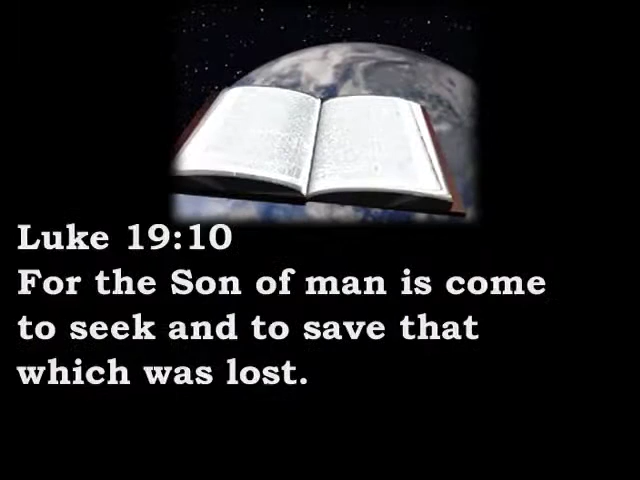 Luke 19:10
For the Son of man is come
to seek and to save that
which was lost.